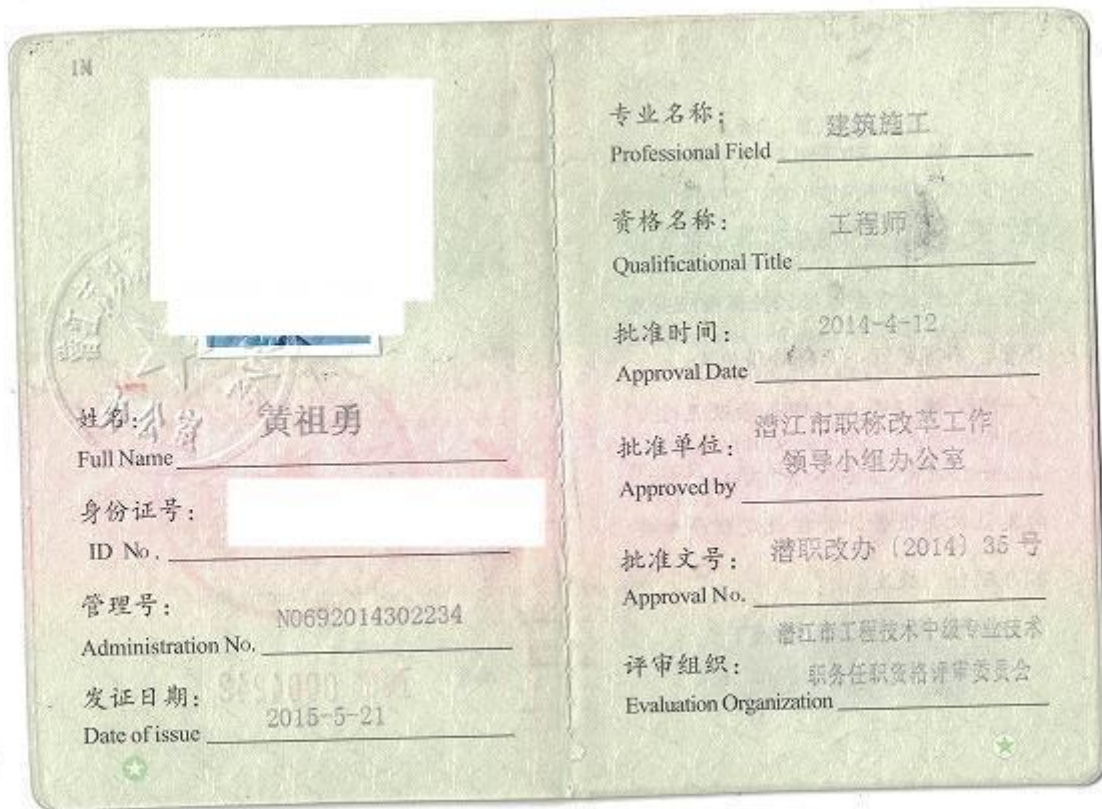 1N
姓名： 黄祖勇
Full Name
身份证号：
ID No.
管理号： N0692014302234
Administration No.
发证日期：
2015-5-21
Date of issue
专业名称： 建筑施工
Professional Field
资格名称： 工程师
Qualificational Title
批准时间： 2014-4-12
Approval Date
批准单位： 潜江市职称改革工作
领导小组办公室
Approved by
批准文号： 潜职改办（2014）35 号
Approval No.
潜江市工程技术中级专业技术
评审组织： 职务任职资格评审委员会
Evaluation Organization